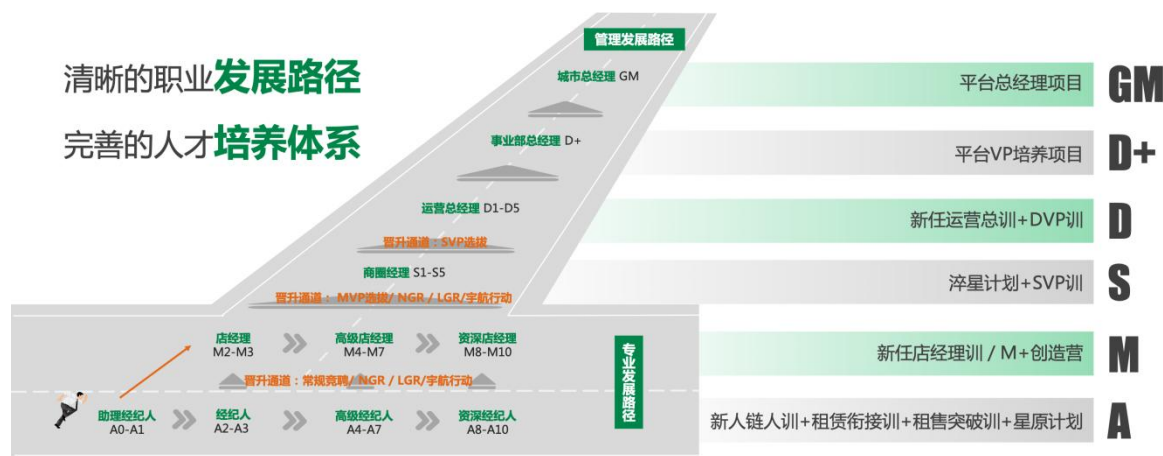 清晰的职业发展路径
完善的人才培养体系
管理发展路径
城市总经理 GM
事业部总经理 D+
运营总经理 D1-D5
晋升通道：SVP选拔
商圈经理 S1-S5
晋升通道： MVP选拔/ NGR / LGR/宇航行动
店经理
M2-M3
高级店经理
M4-M7
资深店经理
M8-M10
晋升通道：常规竞聘/ NGR / LGR/宇航行动
助理经纪人
A0-A1
经纪人
A2-A3
高级经纪人
A4-A7
资深经纪人
A8-A10
专业发展路径
平台总经理项目 GM
平台VP培养项目 D+
新任运营总训+DVP训 D
淬星计划+SVP训 S
新任店经理训 / M+创造营 M
新人链人训+租赁衔接训+租售突破训+星原计划 A